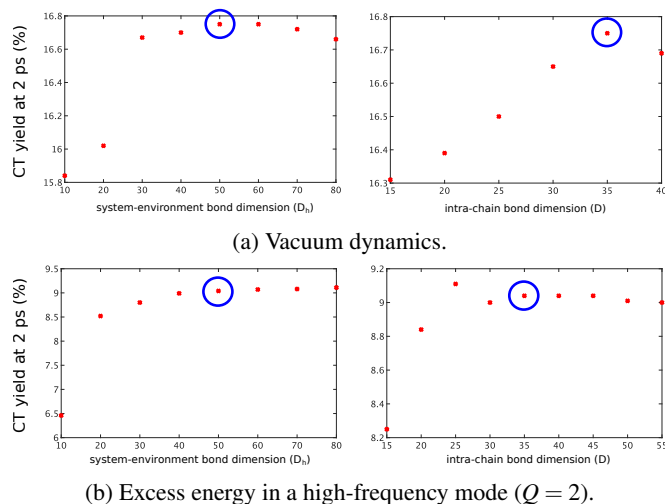 16.8
16.6
16.4
16.2
16
15.8
10 20 30 40 50 60 70 80
CT yield at 2 ps (%)
system-environment bond dimension (Dₕ)
16.8
16.7
16.6
16.5
16.4
16.3
15 20 25 30 35 40
intra-chain bond dimension (D)
(a) Vacuum dynamics.
9.5
9
8.5
8
7.5
7
6.5
6
10 20 30 40 50 60 70 80
CT yield at 2 ps (%)
system-environment bond dimension (Dₕ)
9.2
9
8.8
8.6
8.4
8.2
15 20 25 30 35 40 45 50 55
intra-chain bond dimension (D)
(b) Excess energy in a high-frequency mode (Q = 2).